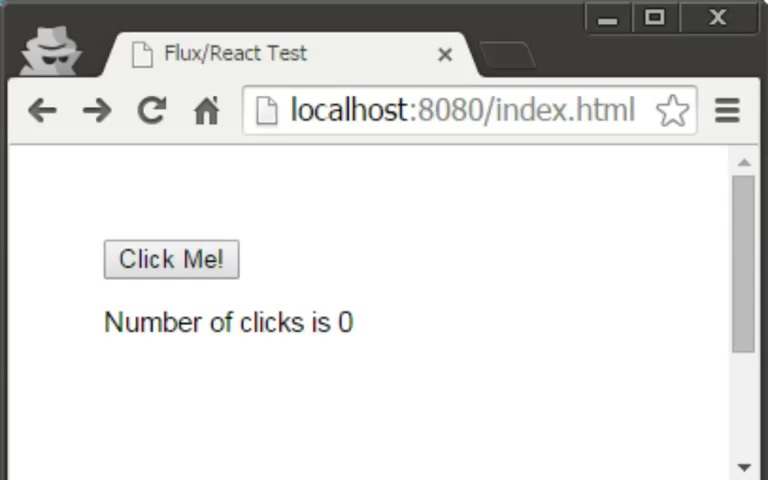 Flux/React Test
localhost:8080/index.html
Click Me!
Number of clicks is 0